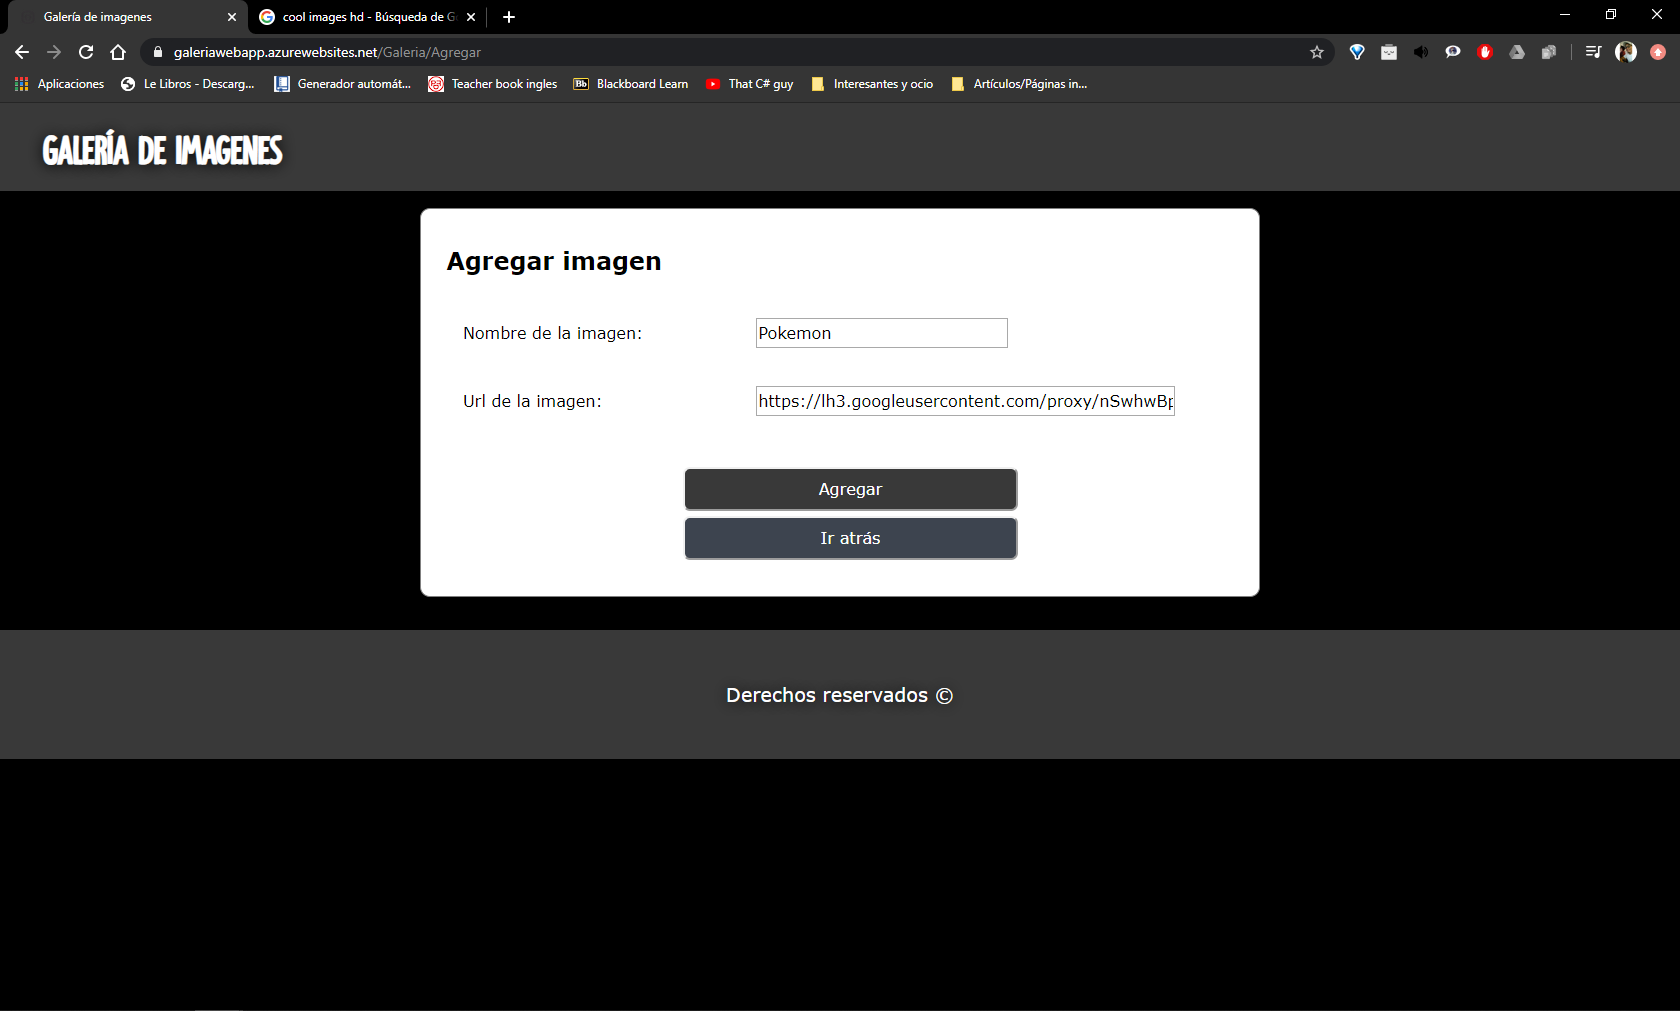 Galería de imagenes
cool images hd - Búsqueda de G
galeriawebapp.azurewebsites.net/Galeria/Agregar
Aplicaciones
Le Libros - Descarg...
Generador automát...
Teacher book ingles
Bb
Blackboard Learn
That C# guy
Interesantes y ocio
Artículos/Páginas in...
GALERÍA DE IMAGENES
Agregar imagen
Nombre de la imagen:
Pokemon
Url de la imagen:
https://lh3.googleusercontent.com/proxy/nSwhwBp
Agregar
Ir atrás
Derechos reservados ©